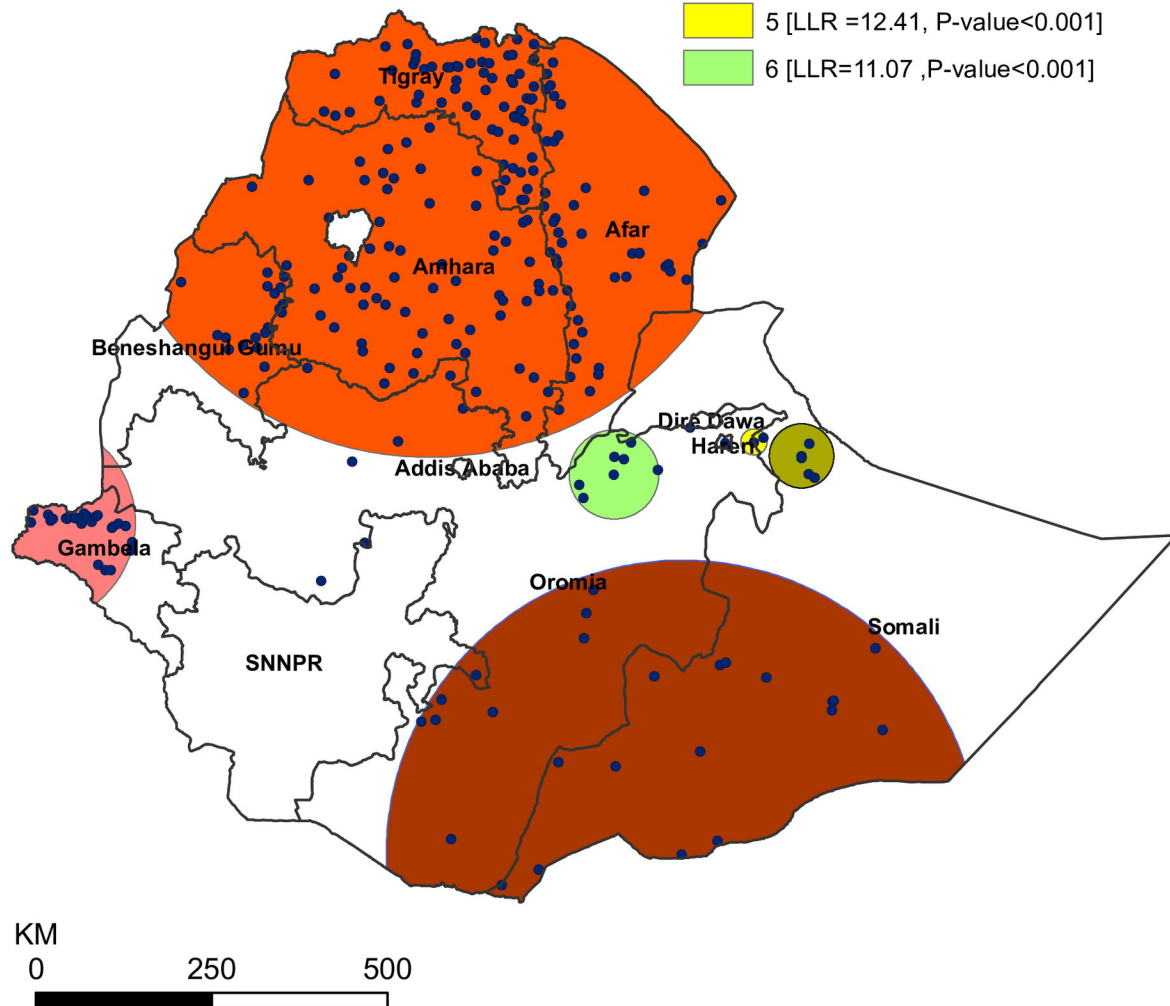 5 [LLR =12.41, P-value<0.001]
6 [LLR=11.07 ,P-value<0.001]
Tigray
Afar
Amhara
Beneshangul Gumu
Dire Dawa
Hareri
Addis Ababa
Gambela
Oromia
Somali
SNNPR
KM
0 250 500